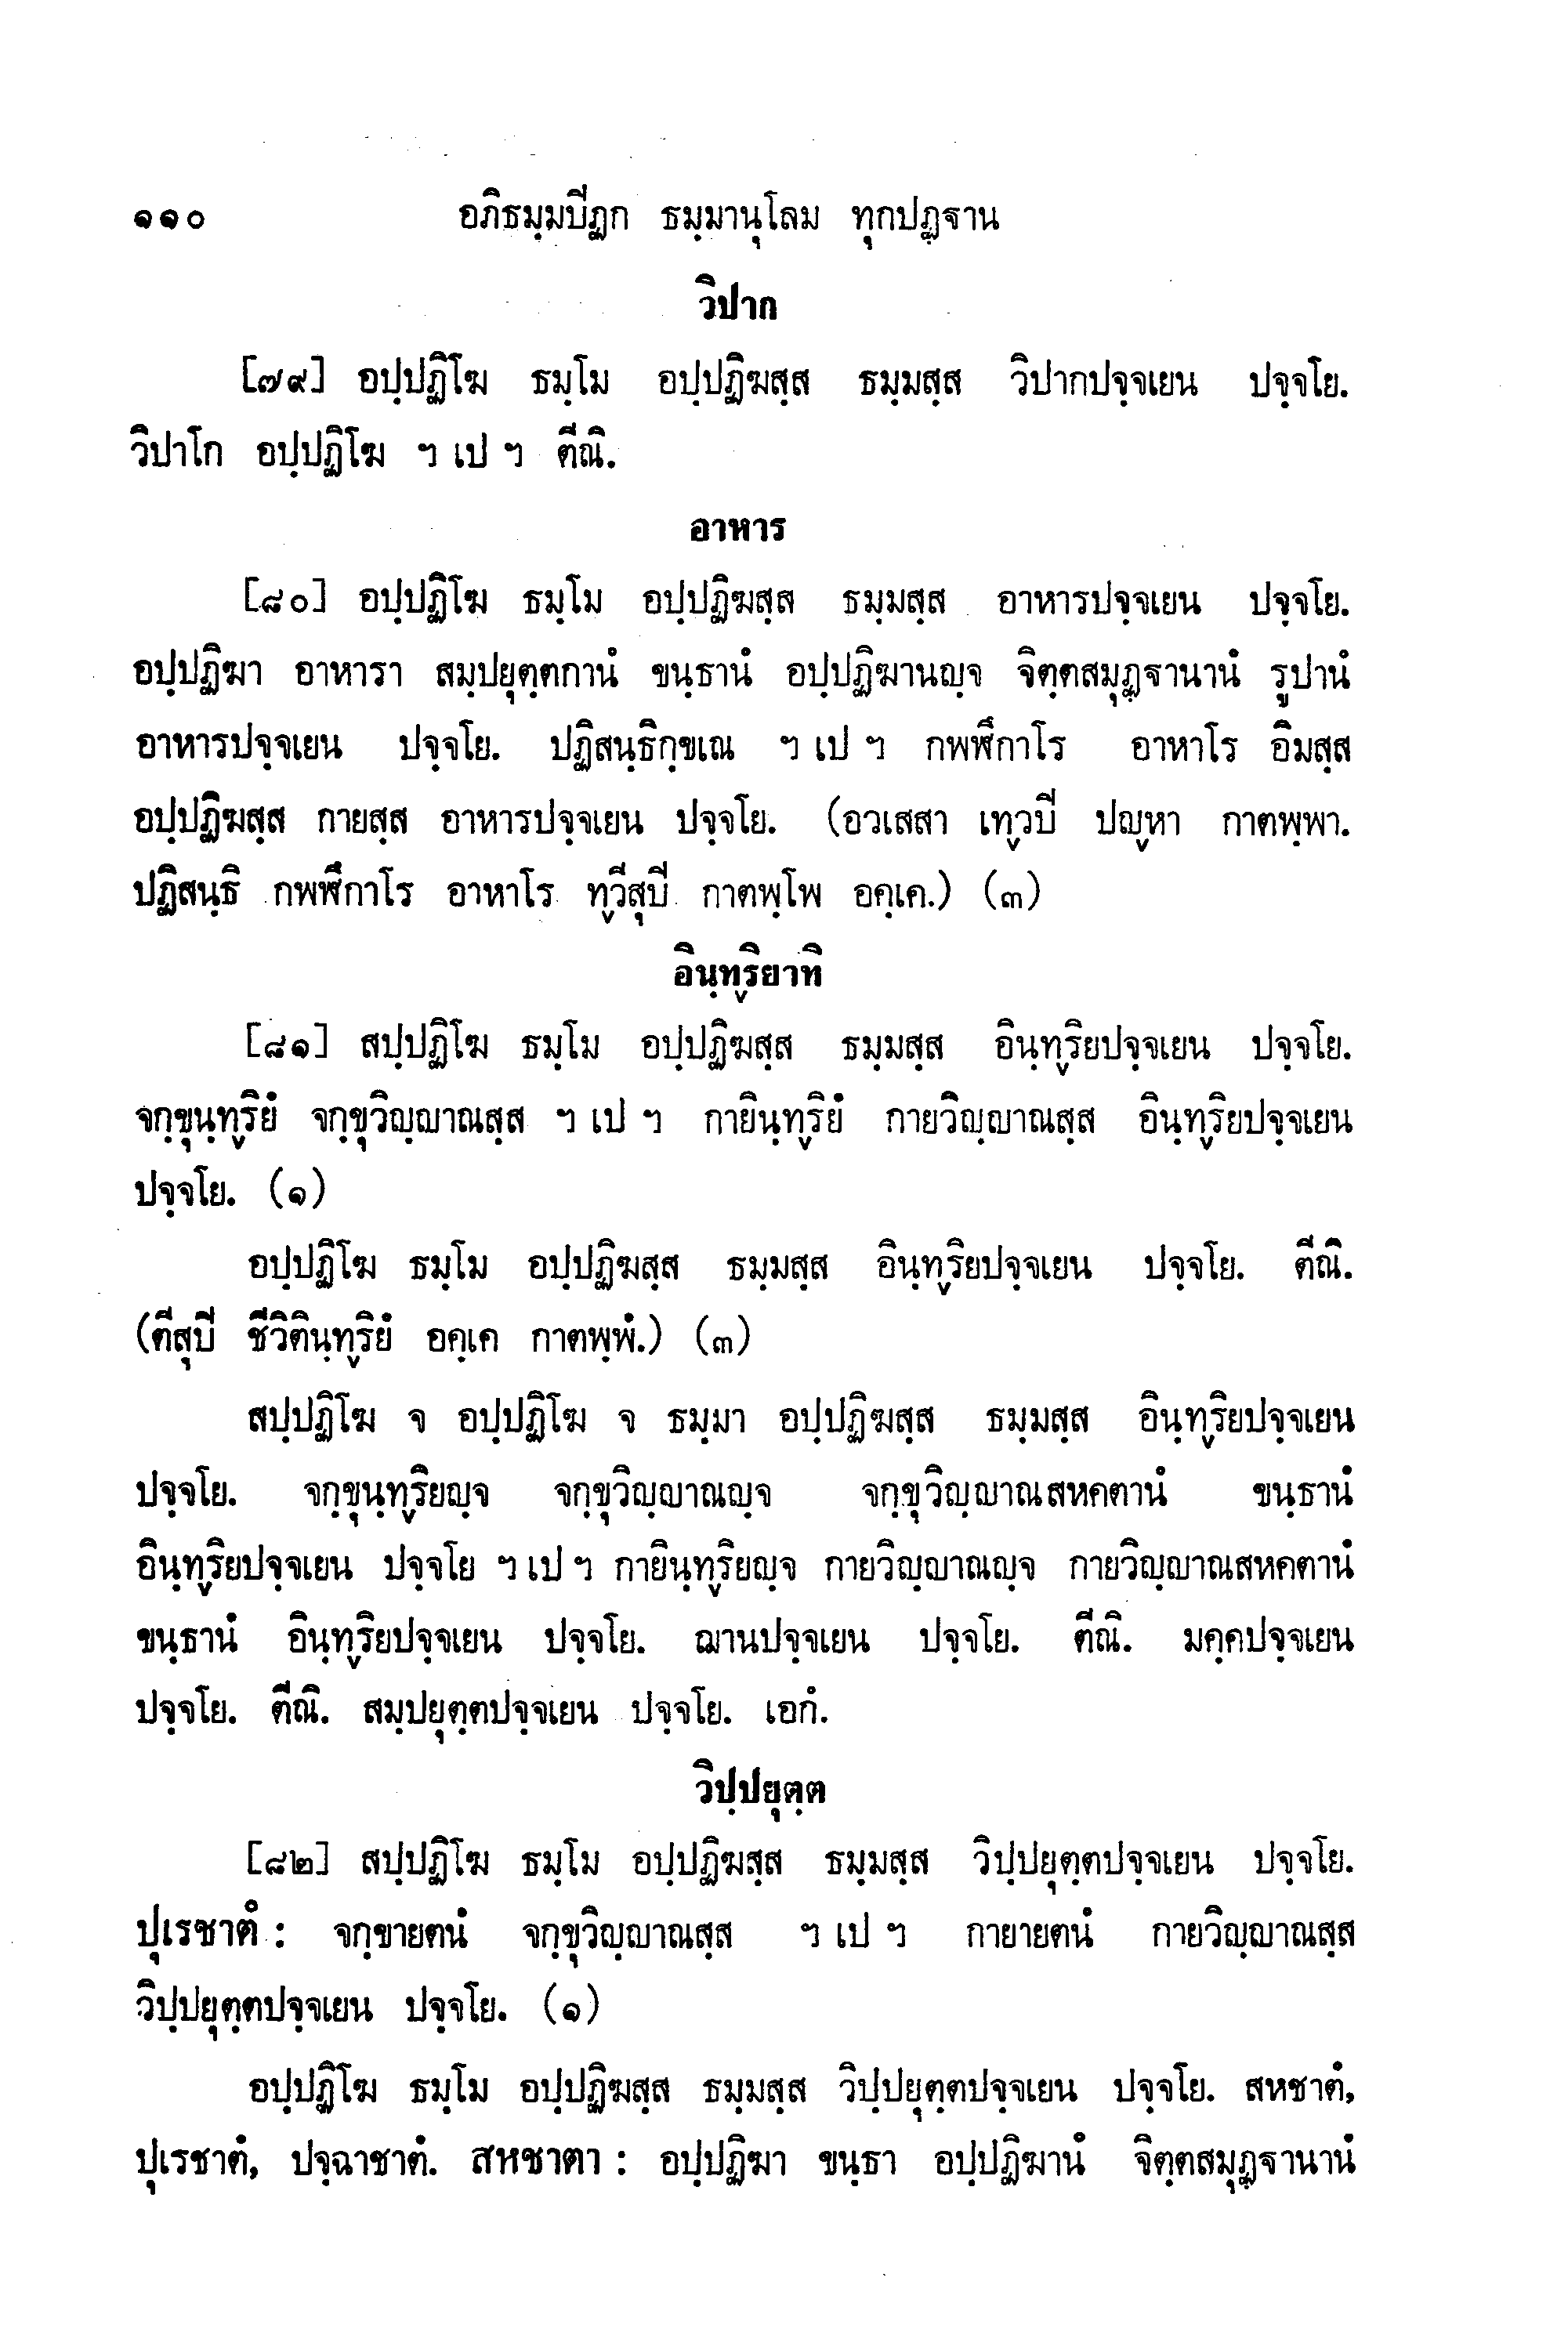 ๑๑๐ อภิธมฺมปิฏก ธมฺมานุโลม ทุกปฏฺฐาน
วิปาก
[๗๙] อปฺปฏิโฆ ธมฺโม อปฺปฏิฆสฺส ธมฺมสฺส วิปากปจฺจเยน ปจฺจโย.
วิปาโก อปฺปฏิโฆ ฯ เป ฯ ตีณิ.
อาหาร
[๘๐] อปฺปฏิโฆ ธมฺโม อปฺปฏิฆสฺส ธมฺมสฺส อาหารปจฺจเยน ปจฺจโย.
อปฺปฏิฆา อาหารา สมฺปยุตฺตกานํ ขนฺธานํ อปฺปฏิฆานญฺจ จิตฺตสมุฏฺฐานานํ รูปานํ
อาหารปจฺจเยน ปจฺจโย. ปฏิสนฺธิกฺขเณ ฯ เป ฯ กพฬีกาโร อาหาโร อิมสฺส
อปฺปฏิฆสฺส กายสฺส อาหารปจฺจเยน ปจฺจโย. (อวเสสา เทฺวปิ ปญฺหา กาตพฺพา.
ปฏิสนฺธิ กพฬีกาโร อาหาโร ทฺวีสุปิ กาตพฺโพ อคฺเค.) (๓)
อินฺทฺริยาทิ
[๘๑] สปฺปฏิโฆ ธมฺโม อปฺปฏิฆสฺส ธมฺมสฺส อินฺทฺริยปจฺจเยน ปจฺจโย.
จกฺขุนฺทฺริยํ จกฺขุวิญฺญาณสฺส ฯ เป ฯ กายินฺทฺริยํ กายวิญฺญาณสฺส อินฺทฺริยปจฺจเยน
ปจฺจโย. (๑)
อปฺปฏิโฆ ธมฺโม อปฺปฏิฆสฺส ธมฺมสฺส อินฺทฺริยปจฺจเยน ปจฺจโย. ตีณิ.
(ตีสุปิ ชีวิตินฺทฺริยํ อคฺเค กาตพฺพํ.) (๓)
สปฺปฏิโฆ จ อปฺปฏิโฆ จ ธมฺมา อปฺปฏิฆสฺส ธมฺมสฺส อินฺทฺริยปจฺจเยน
ปจฺจโย. จกฺขุนฺทฺริยญฺจ จกฺขุวิญฺญาณญฺจ จกฺขุวิญฺญาณสหคตานํ ขนฺธานํ
อินฺทฺริยปจฺจเยน ปจฺจโย ฯ เป ฯ กายินฺทฺริยญฺจ กายวิญฺญาณญฺจ กายวิญฺญาณสหคตานํ
ขนฺธานํ อินฺทฺริยปจฺจเยน ปจฺจโย. ฌานปจฺจเยน ปจฺจโย. ตีณิ. มคฺคปจฺจเยน
ปจฺจโย. ตีณิ. สมฺปยุตฺตปจฺจเยน ปจฺจโย. เอกํ.
วิปฺปยุตฺต
[๘๒] สปฺปฏิโฆ ธมฺโม อปฺปฏิฆสฺส ธมฺมสฺส วิปฺปยุตฺตปจฺจเยน ปจฺจโย.
ปุเรชาตํ : จกฺขายตนํ จกฺขุวิญฺญาณสฺส ฯ เป ฯ กายายตนํ กายวิญฺญาณสฺส
วิปฺปยุตฺตปจฺจเยน ปจฺจโย. (๑)
อปฺปฏิโฆ ธมฺโม อปฺปฏิฆสฺส ธมฺมสฺส วิปฺปยุตฺตปจฺจเยน ปจฺจโย. สหชาตํ,
ปุเรชาตํ, ปจฺฉาชาตํ. สหชาตา : อปฺปฏิฆา ขนฺธา อปฺปฏิฆานํ จิตฺตสมุฏฺฐานานํ